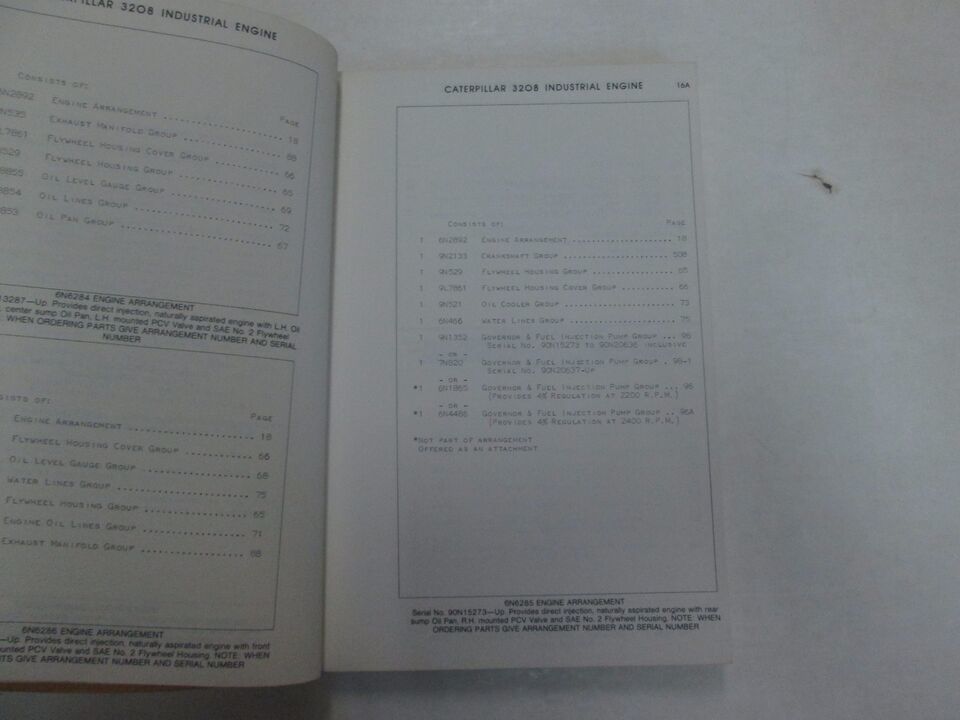 CATERPILLAR 3208 INDUSTRIAL ENGINE
CONSISTS OF:
PAGE
6N2892 ENGINE ARRANGEMENT 18
EXHAUST MANIFOLD GROUP 88
FLYWHEEL HOUSING COVER GROUP 66
FLYWHEEL HOUSING GROUP 65
OIL LEVEL GAUGE GROUP 69
OIL LINES GROUP 72
OIL PAN GROUP 67
6N6284 ENGINE ARRANGEMENT
13287—Up. Provides direct injection, naturally aspirated engine with L.H. Oil
center sump Oil Pan, L.H. mounted PCV Valve and SAE No. 2 Flywheel
WHEN ORDERING PARTS GIVE ARRANGEMENT NUMBER AND SERIAL
NUMBER
PAGE
ENGINE ARRANGEMENT 18
FLYWHEEL HOUSING COVER GROUP 66
OIL LEVEL GAUGE GROUP 68
WATER LINES GROUP 75
FLYWHEEL HOUSING GROUP 65
ENGINE OIL LINES GROUP 71
EXHAUST MANIFOLD GROUP 88
6N6286 ENGINE ARRANGEMENT
—Up. Provides direct injection, naturally aspirated engine with front
mounted PCV Valve and SAE No. 2 Flywheel Housing. NOTE: WHEN
PARTS GIVE ARRANGEMENT NUMBER AND SERIAL NUMBER
CATERPILLAR 3208 INDUSTRIAL ENGINE 16A
CONSISTS OF: PAGE
1 6N2892 ENGINE ARRANGEMENT 18
1 9N2133 CRANKSHAFT GROUP 50B
1 9N529 FLYWHEEL HOUSING GROUP 65
1 9L7861 FLYWHEEL HOUSING COVER GROUP 66
1 9N521 OIL COOLER GROUP 73
1 6N466 WATER LINES GROUP 75
1 9N1352 GOVERNOR & FUEL INJECTION PUMP GROUP ... 98
SERIAL NO. 90N15273 TO 90N20636 INCLUSIVE
- OR -
1 7N820 GOVERNOR & FUEL INJECTION PUMP GROUP . 98-1
SERIAL NO. 90N20637-UP
- OR -
*1 6N1865 GOVERNOR & FUEL INJECTION PUMP GROUP ... 96
(PROVIDES 4% REGULATION AT 2200 R.P.M.)
- OR -
*1 6N4486 GOVERNOR & FUEL INJECTION PUMP GROUP .. 96A
(PROVIDES 4% REGULATION AT 2400 R.P.M.)
*NOT PART OF ARRANGEMENT
OFFERED AS AN ATTACHMENT
6N6285 ENGINE ARRANGEMENT
Serial No. 90N15273—Up. Provides direct injection, naturally aspirated engine with rear
sump Oil Pan, R.H. mounted PCV Valve and SAE No. 2 Flywheel Housing. NOTE: WHEN
ORDERING PARTS GIVE ARRANGEMENT NUMBER AND SERIAL NUMBER